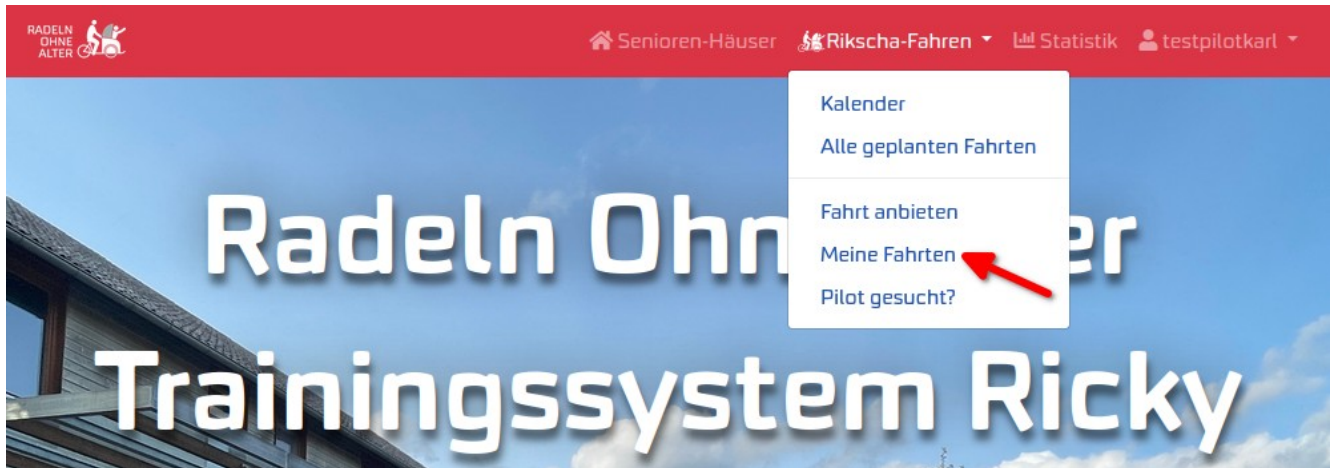 RADELN
OHNE
ALTER
Senioren-Häuser Rikscha-Fahren Statistik testpilotkarl
Kalender
Alle geplanten Fahrten
Fahrt anbieten
Meine Fahrten
Pilot gesucht?
Radeln Ohn er
Trainingssystem Ricky